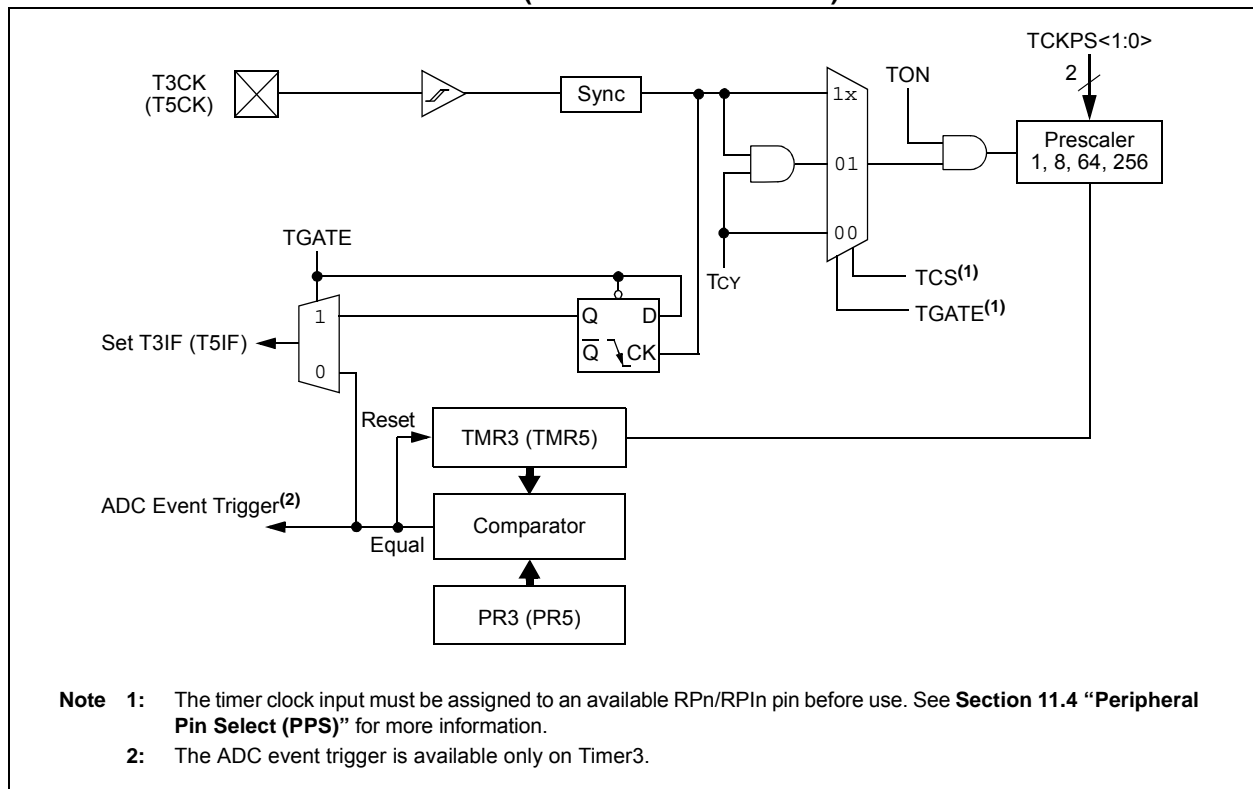 TCKPS<1:0>
2
T3CK
(T5CK)
Sync
1x
TON
Prescaler
1, 8, 64, 256
01
00
TGATE
TCY
TCS(1)
TGATE(1)
1
Q
D
Set T3IF (T5IF)
Q
CK
0
Reset
TMR3 (TMR5)
ADC Event Trigger(2)
Comparator
Equal
PR3 (PR5)
Note 1: The timer clock input must be assigned to an available RPn/RPIn pin before use. See Section 11.4 “Peripheral
Pin Select (PPS)” for more information.
2: The ADC event trigger is available only on Timer3.